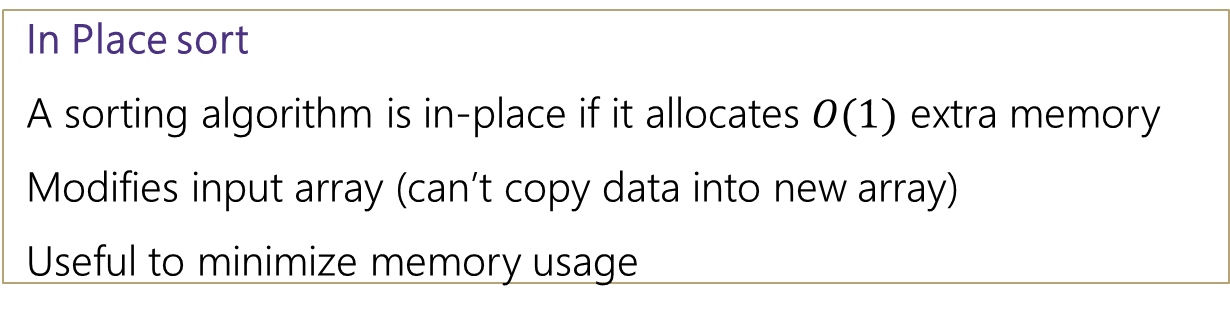 In Place sort
A sorting algorithm is in-place if it allocates O(1) extra memory
Modifies input array (can’t copy data into new array)
Useful to minimize memory usage